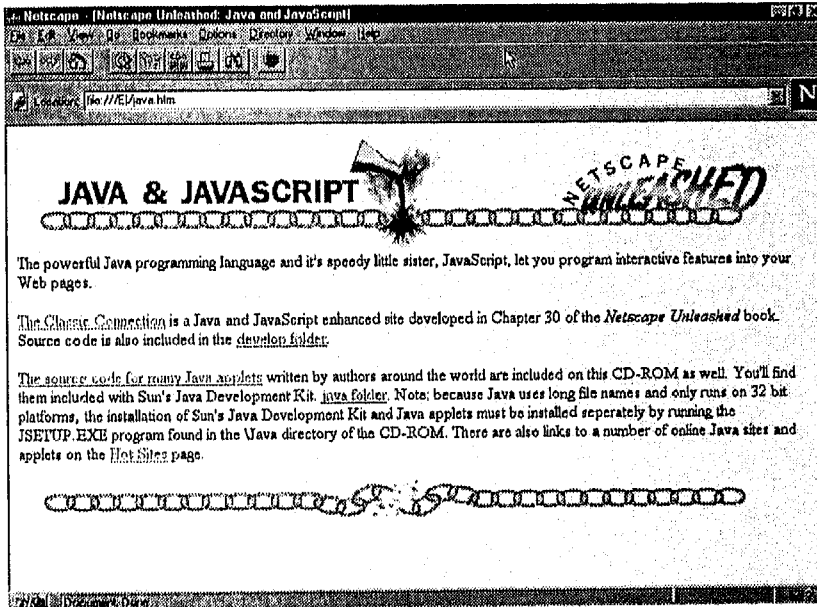 Netscape - [Netscape Unleashed: Java and JavaScript]
File Edit View Go Bookmarks Options Directory Window Help
Location: file:///E|/java.htm
N
JAVA & JAVASCRIPT
NETSCAPE
UNLEASHED
The powerful Java programming language and it's speedy little sister, JavaScript, let you program interactive features into your
Web pages.
The Classic Connection is a Java and JavaScript enhanced site developed in Chapter 30 of the Netscape Unleashed book.
Source code is also included in the develop folder.
The source code for many Java applets written by authors around the world are included on this CD-ROM as well. You'll find
them included with Sun's Java Development Kit. java folder. Note: because Java uses long file names and only runs on 32 bit
platforms, the installation of Sun's Java Development Kit and Java applets must be installed seperately by running the
JSETUP.EXE program found in the \Java directory of the CD-ROM. There are also links to a number of online Java sites and
applets on the Hot Sites page.
Document: Done